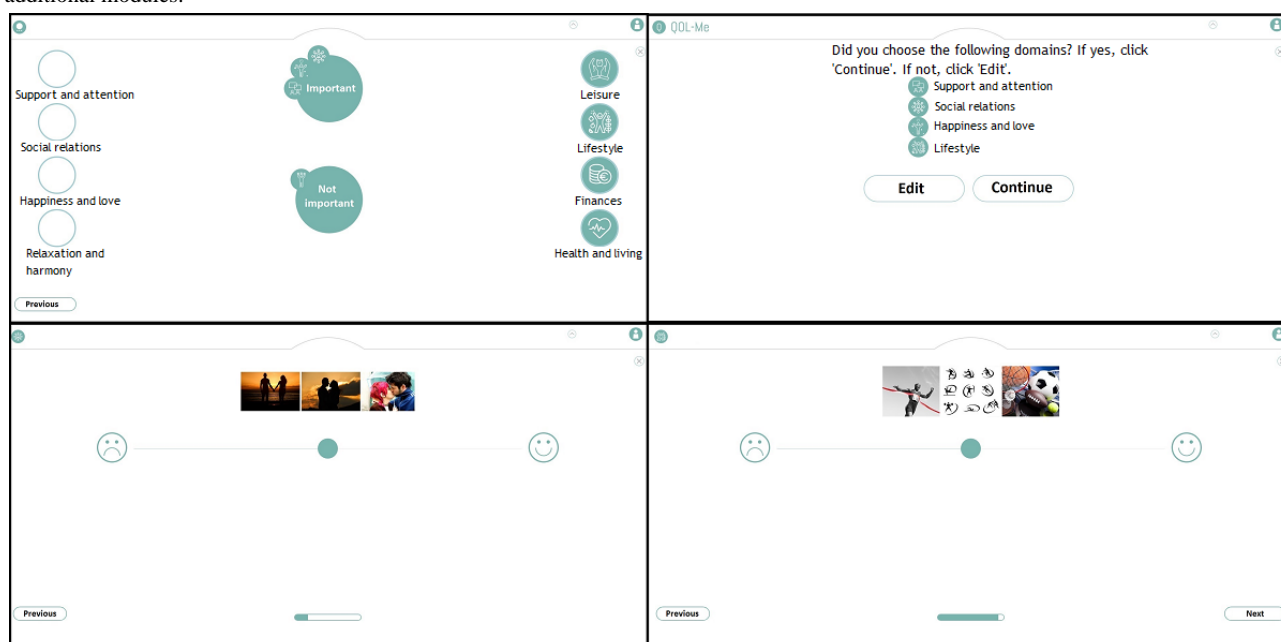 additional modules.
Support and attention
Social relations
Happiness and love
Relaxation and
harmony
Important
Not
important
Leisure
Lifestyle
Finances
Health and living
Previous
QOL-Me
Did you choose the following domains? If yes, click
'Continue'. If not, click 'Edit'.
Support and attention
Social relations
Happiness and love
Lifestyle
Edit
Continue
Previous
Previous
Next